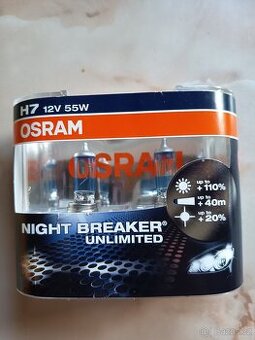 H7 12V 55W
OSRAM
OSRAM
up to
+ 110%
up to
+ 40m
up to
+ 20%
NIGHT BREAKER®
UNLIMITED